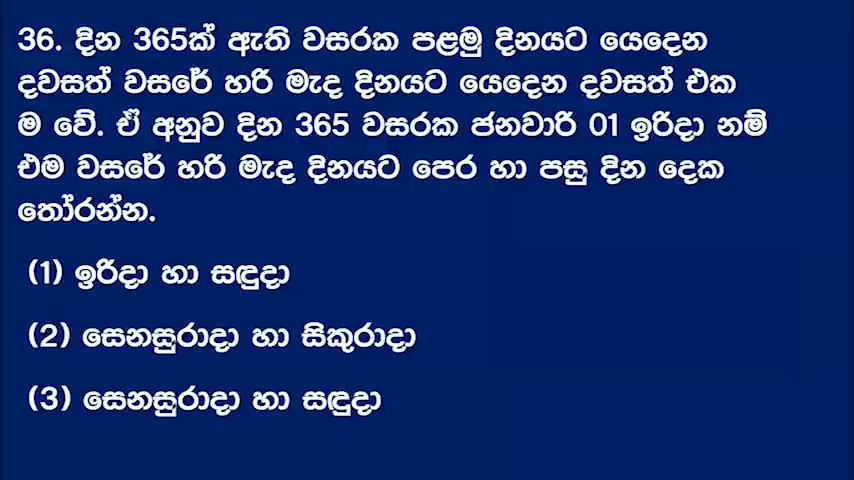 36. දින 365ක් ඇති වසරක පළමු දිනයට යෙදෙන
දවසත් වසරේ හරි මැද දිනයට යෙදෙන දවසත් එක
ම වේ. ඒ අනුව දින 365 වසරක ජනවාරි 01 ඉරිදා නම්
එම වසරේ හරි මැද දිනයට පෙර හා පසු දින දෙක
තෝරන්න.
(1) ඉරිදා හා සඳුදා
(2) සෙනසුරාදා හා සිකුරාදා
(3) සෙනසුරාදා හා සඳුදා